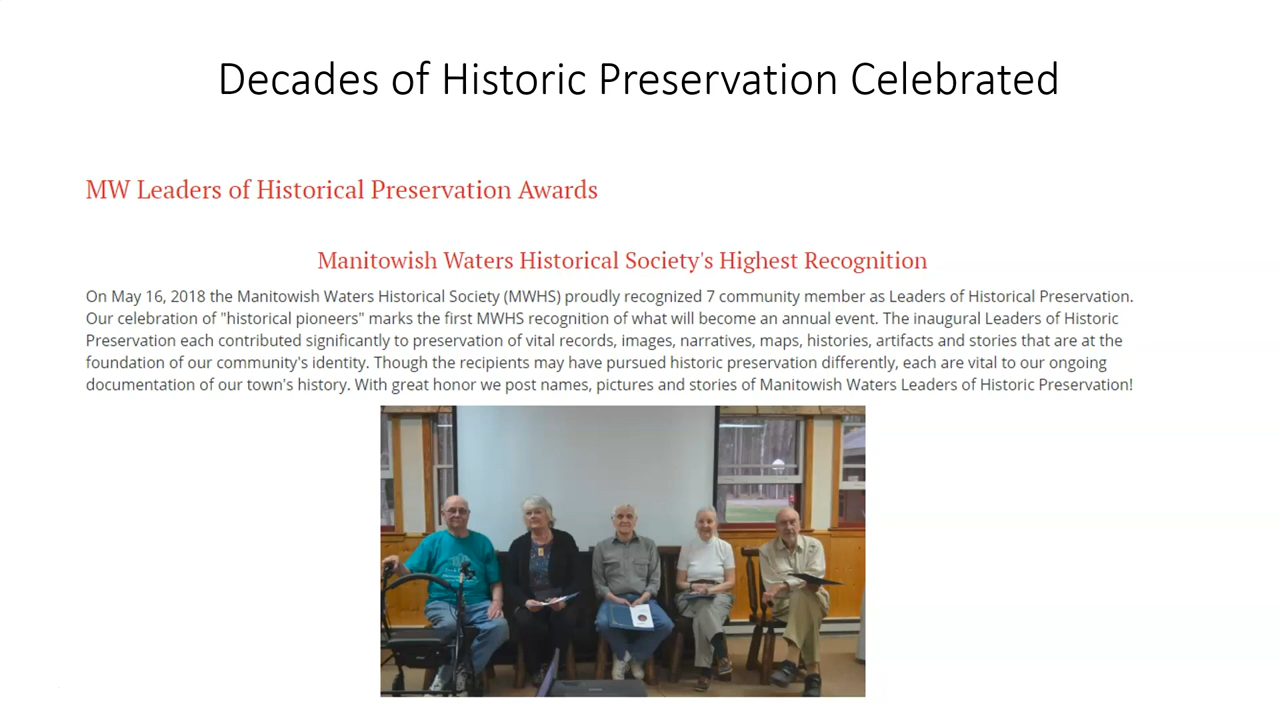 Decades of Historic Preservation Celebrated
MW Leaders of Historical Preservation Awards
Manitowish Waters Historical Society's Highest Recognition
On May 16, 2018 the Manitowish Waters Historical Society (MWHS) proudly recognized 7 community member as Leaders of Historical Preservation.
Our celebration of "historical pioneers" marks the first MWHS recognition of what will become an annual event. The inaugural Leaders of Historic
Preservation each contributed significantly to preservation of vital records, images, narratives, maps, histories, artifacts and stories that are at the
foundation of our community's identity. Though the recipients may have pursued historic preservation differently, each are vital to our ongoing
documentation of our town's history. With great honor we post names, pictures and stories of Manitowish Waters Leaders of Historic Preservation!